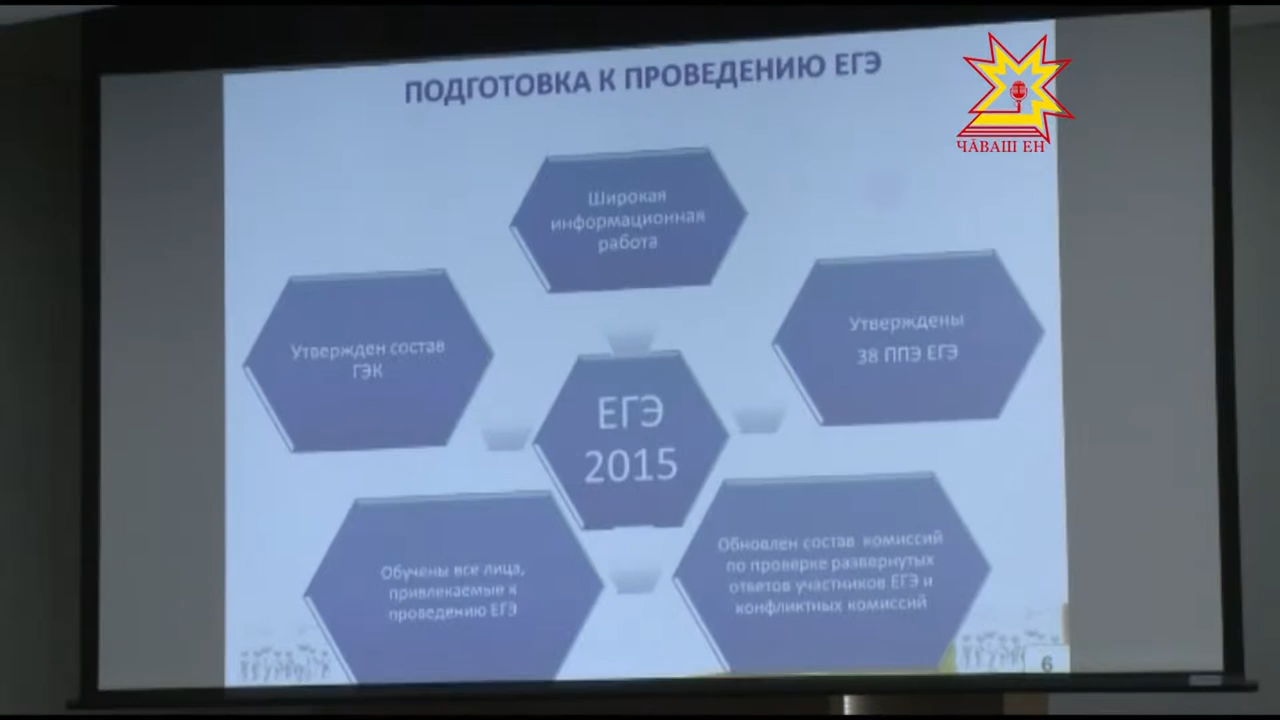 ПОДГОТОВКА К ПРОВЕДЕНИЮ ЕГЭ
ЧӐВАШ ЕН
Широкая
информационная
работа
Утвержден состав
ГЭК
Утверждены
38 ППЭ ЕГЭ
ЕГЭ
2015
Обучены все лица,
привлекаемые к
проведению ЕГЭ
Обновлен состав комиссий
по проверке развернутых
ответов участников ЕГЭ и
конфликтных комиссий
6